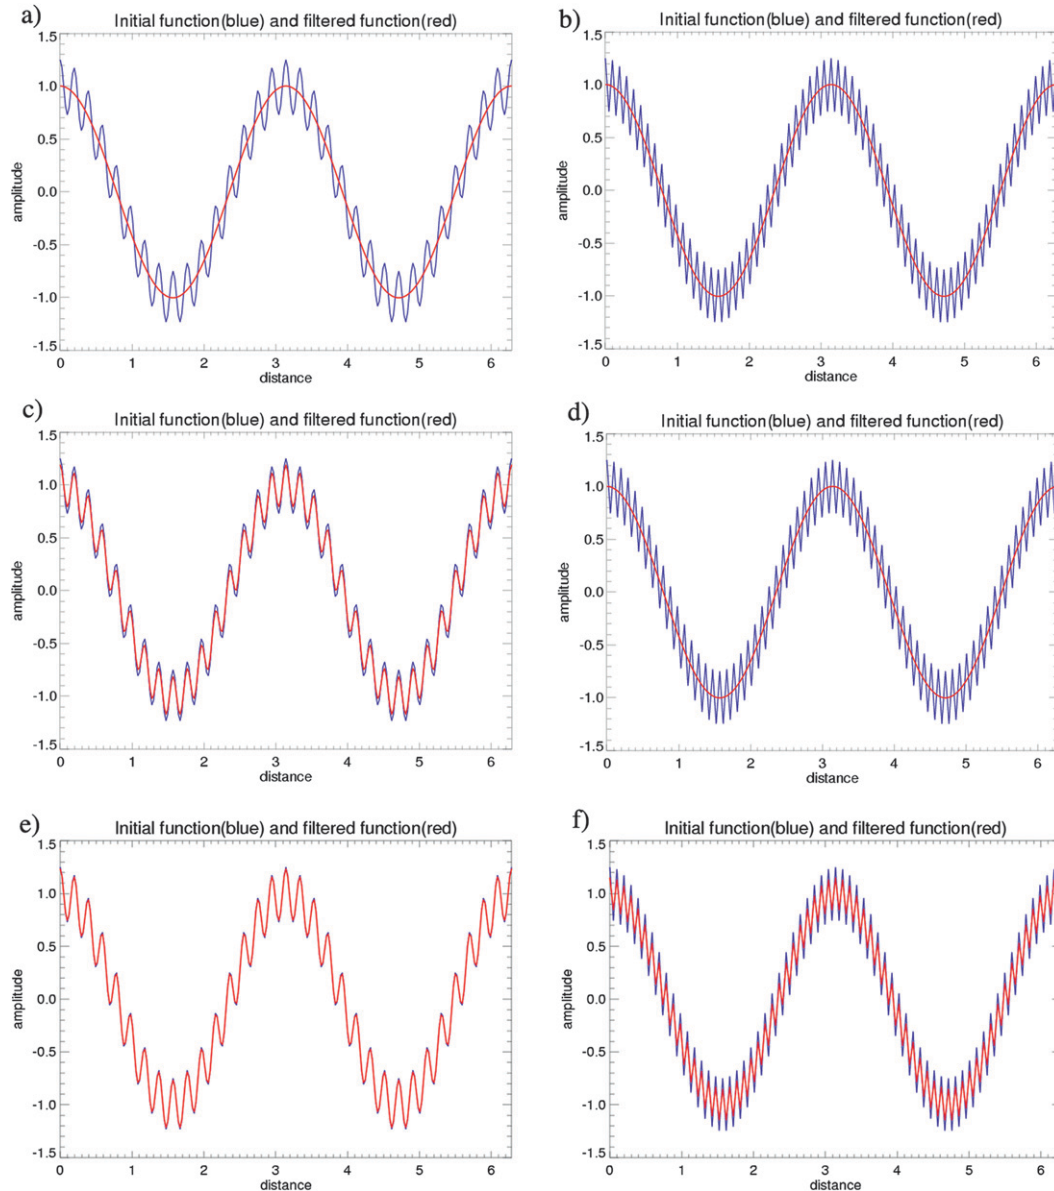 a)
Initial function(blue) and filtered function(red)
1.5
1.0
0.5
0.0
-0.5
-1.0
-1.5
amplitude
0 1 2 3 4 5 6
distance
b)
Initial function(blue) and filtered function(red)
1.5
1.0
0.5
0.0
-0.5
-1.0
-1.5
amplitude
0 1 2 3 4 5 6
distance
c)
Initial function(blue) and filtered function(red)
1.5
1.0
0.5
0.0
-0.5
-1.0
-1.5
amplitude
0 1 2 3 4 5 6
distance
d)
Initial function(blue) and filtered function(red)
1.5
1.0
0.5
0.0
-0.5
-1.0
-1.5
amplitude
0 1 2 3 4 5 6
distance
e)
Initial function(blue) and filtered function(red)
1.5
1.0
0.5
0.0
-0.5
-1.0
-1.5
amplitude
0 1 2 3 4 5 6
distance
f)
Initial function(blue) and filtered function(red)
1.5
1.0
0.5
0.0
-0.5
-1.0
-1.5
amplitude
0 1 2 3 4 5 6
distance